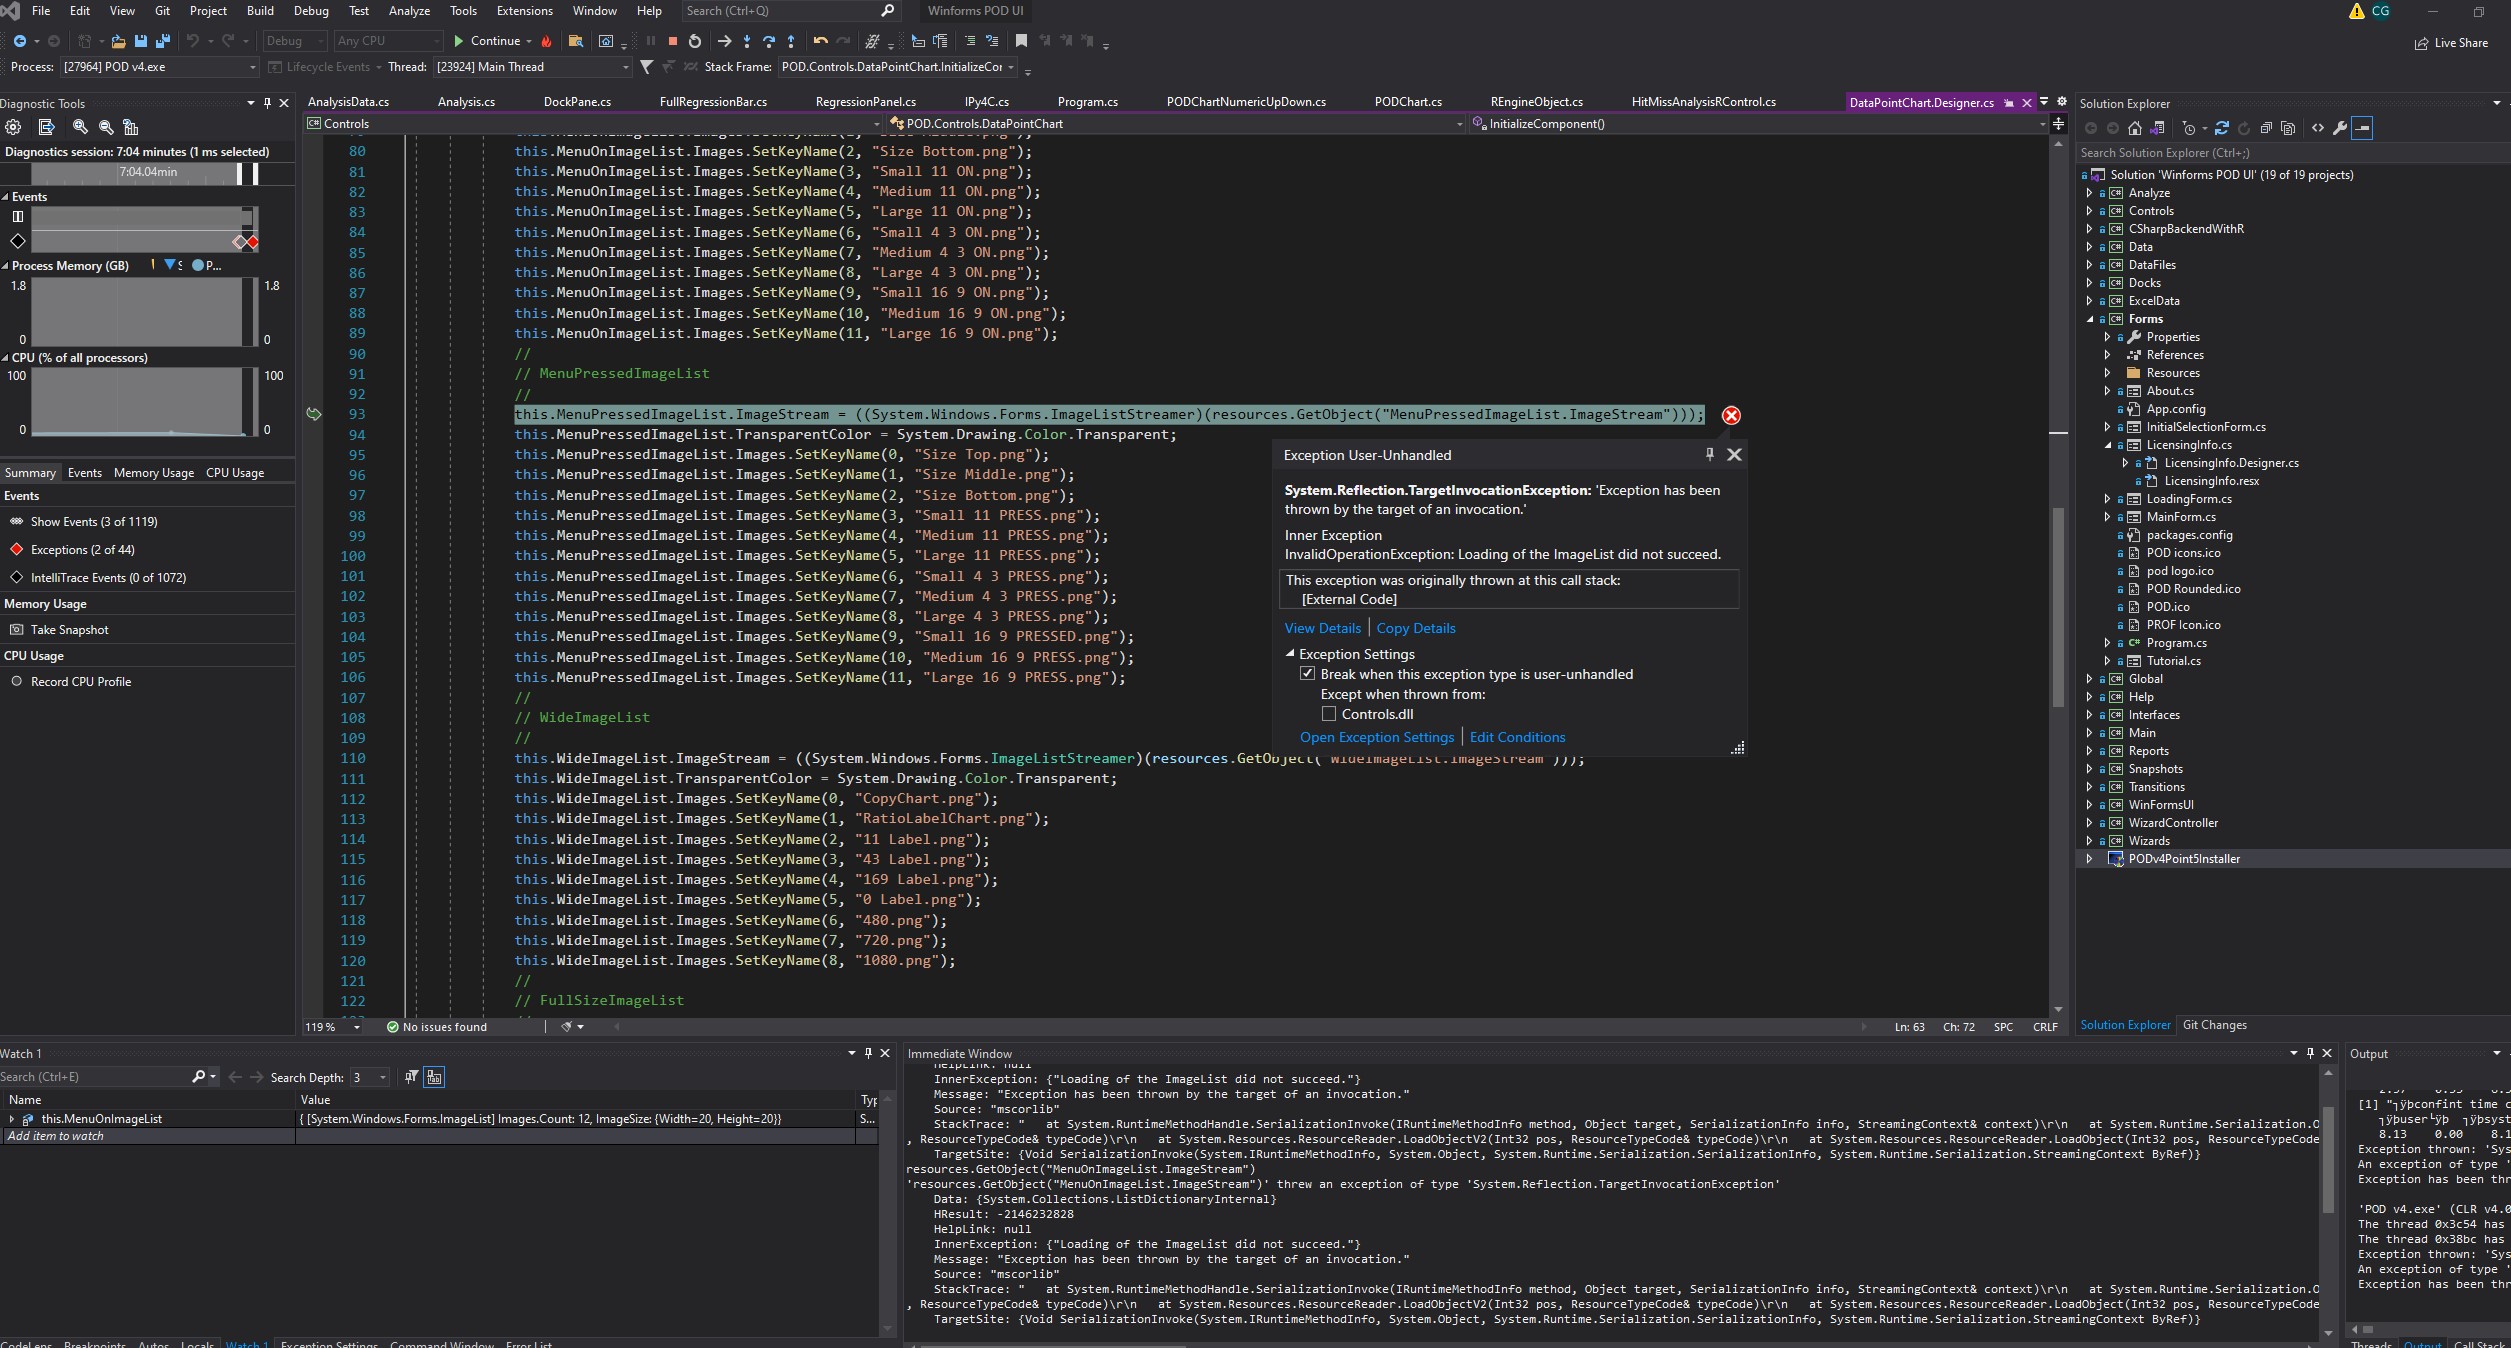 File Edit View Git Project Build Debug Test Analyze Tools Extensions Window Help Search (Ctrl+Q) Winforms POD UI CG
Debug Any CPU Continue Live Share
Process: [27964] POD v4.exe Lifecycle Events Thread: [23924] Main Thread Stack Frame: POD.Controls.DataPointChart.InitializeCor
Diagnostic Tools
AnalysisData.cs Analysis.cs DockPane.cs FullRegressionBar.cs RegressionPanel.cs IPy4C.cs Program.cs PODChartNumericUpDown.cs PODChart.cs REngineObject.cs HitMissAnalysisRControl.cs DataPointChart.Designer.cs
Controls POD.Controls.DataPointChart InitializeComponent()
Diagnostics session: 7:04 minutes (1 ms selected)
7:04.04min
Events
Process Memory (GB) S P...
1.8 1.8
0 0
CPU (% of all processors)
100 100
0 0
Summary Events Memory Usage CPU Usage
Events
Show Events (3 of 1119)
Exceptions (2 of 44)
IntelliTrace Events (0 of 1072)
Memory Usage
Take Snapshot
CPU Usage
Record CPU Profile
80 this.MenuOnImageList.Images.SetKeyName(2, "Size Bottom.png");
81 this.MenuOnImageList.Images.SetKeyName(3, "Small 11 ON.png");
82 this.MenuOnImageList.Images.SetKeyName(4, "Medium 11 ON.png");
83 this.MenuOnImageList.Images.SetKeyName(5, "Large 11 ON.png");
84 this.MenuOnImageList.Images.SetKeyName(6, "Small 4 3 ON.png");
85 this.MenuOnImageList.Images.SetKeyName(7, "Medium 4 3 ON.png");
86 this.MenuOnImageList.Images.SetKeyName(8, "Large 4 3 ON.png");
87 this.MenuOnImageList.Images.SetKeyName(9, "Small 16 9 ON.png");
88 this.MenuOnImageList.Images.SetKeyName(10, "Medium 16 9 ON.png");
89 this.MenuOnImageList.Images.SetKeyName(11, "Large 16 9 ON.png");
90 //
91 // MenuPressedImageList
92 //
93 this.MenuPressedImageList.ImageStream = ((System.Windows.Forms.ImageListStreamer)(resources.GetObject("MenuPressedImageList.ImageStream")));
94 this.MenuPressedImageList.TransparentColor = System.Drawing.Color.Transparent;
95 this.MenuPressedImageList.Images.SetKeyName(0, "Size Top.png");
96 this.MenuPressedImageList.Images.SetKeyName(1, "Size Middle.png");
97 this.MenuPressedImageList.Images.SetKeyName(2, "Size Bottom.png");
98 this.MenuPressedImageList.Images.SetKeyName(3, "Small 11 PRESS.png");
99 this.MenuPressedImageList.Images.SetKeyName(4, "Medium 11 PRESS.png");
100 this.MenuPressedImageList.Images.SetKeyName(5, "Large 11 PRESS.png");
101 this.MenuPressedImageList.Images.SetKeyName(6, "Small 4 3 PRESS.png");
102 this.MenuPressedImageList.Images.SetKeyName(7, "Medium 4 3 PRESS.png");
103 this.MenuPressedImageList.Images.SetKeyName(8, "Large 4 3 PRESS.png");
104 this.MenuPressedImageList.Images.SetKeyName(9, "Small 16 9 PRESSED.png");
105 this.MenuPressedImageList.Images.SetKeyName(10, "Medium 16 9 PRESS.png");
106 this.MenuPressedImageList.Images.SetKeyName(11, "Large 16 9 PRESS.png");
107 //
108 // WideImageList
109 //
110 this.WideImageList.ImageStream = ((System.Windows.Forms.ImageListStreamer)(resources.GetObject("WideImageList.ImageStream")));
111 this.WideImageList.TransparentColor = System.Drawing.Color.Transparent;
112 this.WideImageList.Images.SetKeyName(0, "CopyChart.png");
113 this.WideImageList.Images.SetKeyName(1, "RatioLabelChart.png");
114 this.WideImageList.Images.SetKeyName(2, "11 Label.png");
115 this.WideImageList.Images.SetKeyName(3, "43 Label.png");
116 this.WideImageList.Images.SetKeyName(4, "169 Label.png");
117 this.WideImageList.Images.SetKeyName(5, "0 Label.png");
118 this.WideImageList.Images.SetKeyName(6, "480.png");
119 this.WideImageList.Images.SetKeyName(7, "720.png");
120 this.WideImageList.Images.SetKeyName(8, "1080.png");
121 //
122 // FullSizeImageList
Exception User-Unhandled
System.Reflection.TargetInvocationException: 'Exception has been
thrown by the target of an invocation.'
Inner Exception
InvalidOperationException: Loading of the ImageList did not succeed.
This exception was originally thrown at this call stack:
[External Code]
View Details Copy Details
Exception Settings
Break when this exception type is user-unhandled
Except when thrown from:
Controls.dll
Open Exception Settings Edit Conditions
119 % No issues found Ln: 63 Ch: 72 SPC CRLF
Solution Explorer
Search Solution Explorer (Ctrl+;)
Solution 'Winforms POD UI' (19 of 19 projects)
Analyze
Controls
CSharpBackendWithR
Data
DataFiles
Docks
ExcelData
Forms
Properties
References
Resources
About.cs
App.config
InitialSelectionForm.cs
LicensingInfo.cs
LicensingInfo.Designer.cs
LicensingInfo.resx
LoadingForm.cs
MainForm.cs
packages.config
POD icons.ico
pod logo.ico
POD Rounded.ico
POD.ico
PROF Icon.ico
Program.cs
Tutorial.cs
Global
Help
Interfaces
Main
Reports
Snapshots
Transitions
WinFormsUI
WizardController
Wizards
PODv4Point5Installer
Solution Explorer Git Changes
Watch 1
Search (Ctrl+E) Search Depth: 3
Name Value Typ
this.MenuOnImageList { [System.Windows.Forms.ImageList] Images.Count: 12, ImageSize: {Width=20, Height=20}} S...
Add item to watch
CodeLens Breakpoints Autos Locals Watch 1 Exception Settings Command Window Error List
Immediate Window
HelpLink: null
InnerException: {"Loading of the ImageList did not succeed."}
Message: "Exception has been thrown by the target of an invocation."
Source: "mscorlib"
StackTrace: " at System.RuntimeMethodHandle.SerializationInvoke(IRuntimeMethodInfo method, Object target, SerializationInfo info, StreamingContext& context)\r\n at System.Runtime.Serialization.O
, ResourceTypeCode& typeCode)\r\n at System.Resources.ResourceReader.LoadObjectV2(Int32 pos, ResourceTypeCode& typeCode)\r\n at System.Resources.ResourceReader.LoadObject(Int32 pos, ResourceTypeCode
TargetSite: {Void SerializationInvoke(System.IRuntimeMethodInfo, System.Object, System.Runtime.Serialization.SerializationInfo, System.Runtime.Serialization.StreamingContext ByRef)}
resources.GetObject("MenuOnImageList.ImageStream")
'resources.GetObject("MenuOnImageList.ImageStream")' threw an exception of type 'System.Reflection.TargetInvocationException'
Data: {System.Collections.ListDictionaryInternal}
HResult: -2146232828
HelpLink: null
InnerException: {"Loading of the ImageList did not succeed."}
Message: "Exception has been thrown by the target of an invocation."
Source: "mscorlib"
StackTrace: " at System.RuntimeMethodHandle.SerializationInvoke(IRuntimeMethodInfo method, Object target, SerializationInfo info, StreamingContext& context)\r\n at System.Runtime.Serialization.O
, ResourceTypeCode& typeCode)\r\n at System.Resources.ResourceReader.LoadObjectV2(Int32 pos, ResourceTypeCode& typeCode)\r\n at System.Resources.ResourceReader.LoadObject(Int32 pos, ResourceTypeCode
TargetSite: {Void SerializationInvoke(System.IRuntimeMethodInfo, System.Object, System.Runtime.Serialization.SerializationInfo, System.Runtime.Serialization.StreamingContext ByRef)}
Output
[1] "┐ÿþconfint time c
┐ÿþuser└ÿþ ┐ÿþsyst
8.13 0.00 8.1
Exception thrown: 'Sys
An exception of type '
Exception has been thr
'POD v4.exe' (CLR v4.0
The thread 0x3c54 has
The thread 0x38bc has
Exception thrown: 'Sys
An exception of type '
Exception has been thr
Threads Output Call Stack